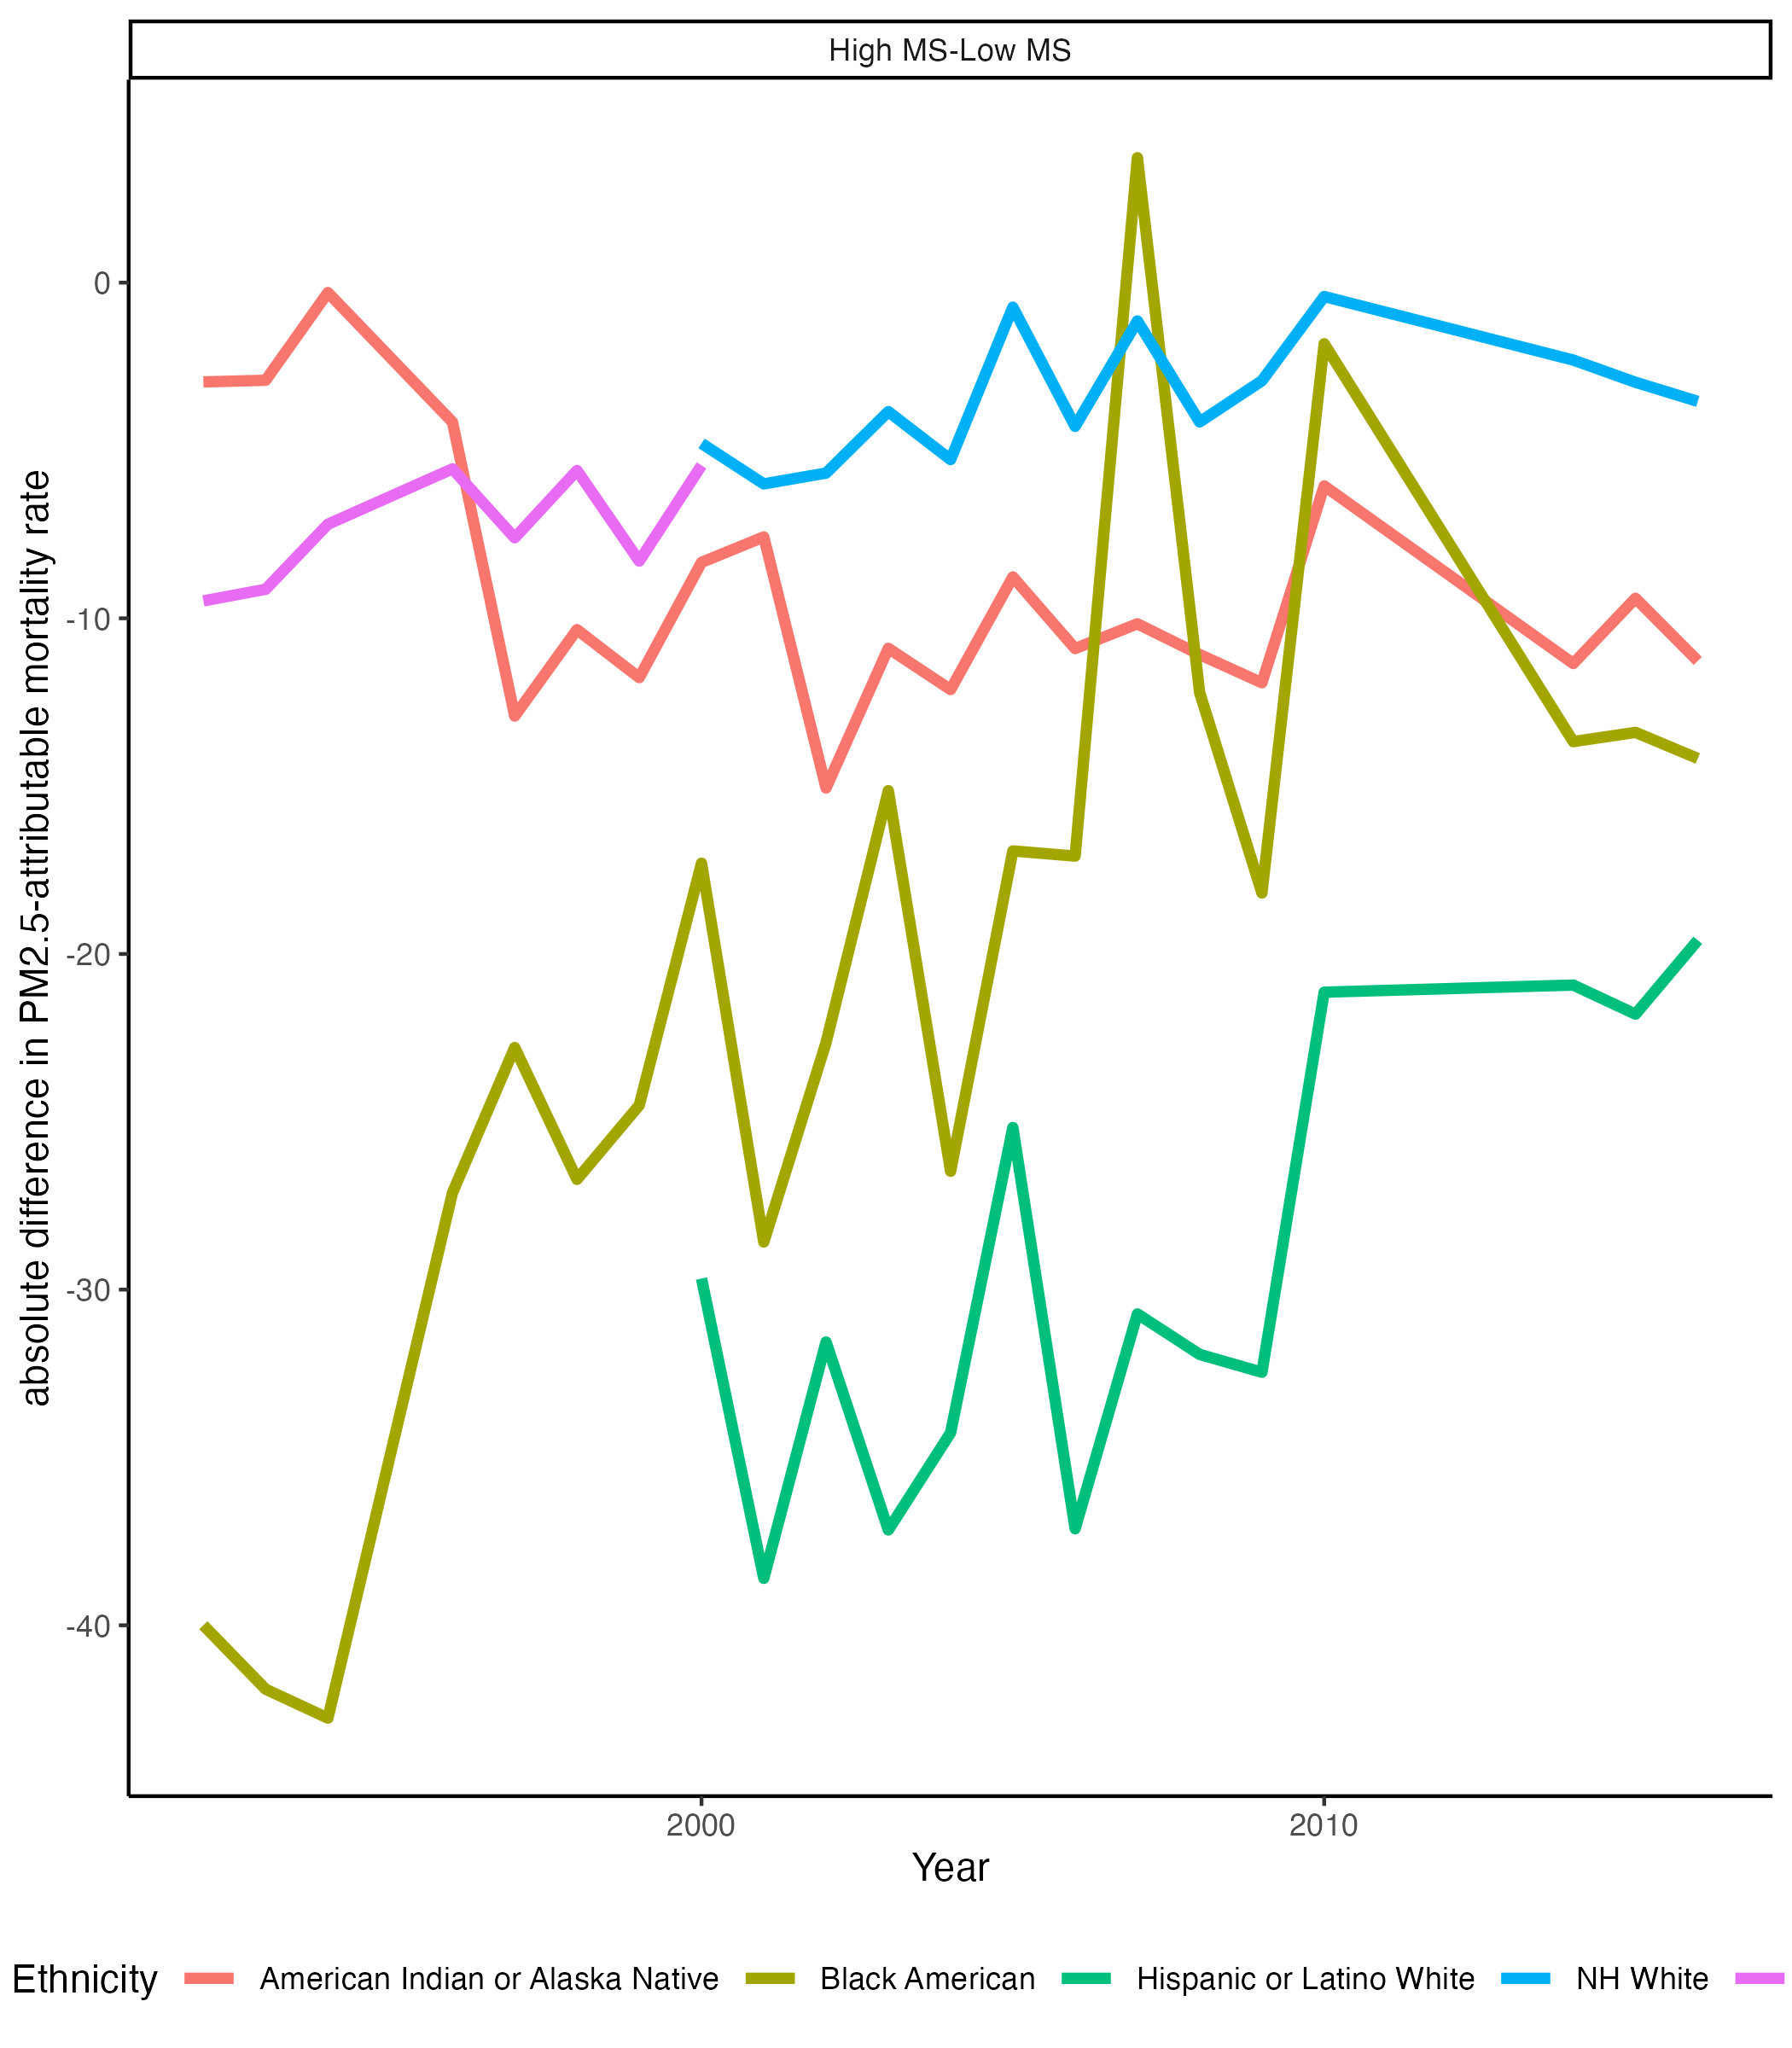 High MS-Low MS
absolute difference in PM2.5-attributable mortality rate
0
-10
-20
-30
-40
2000 2010
Year
Ethnicity American Indian or Alaska Native Black American Hispanic or Latino White NH White